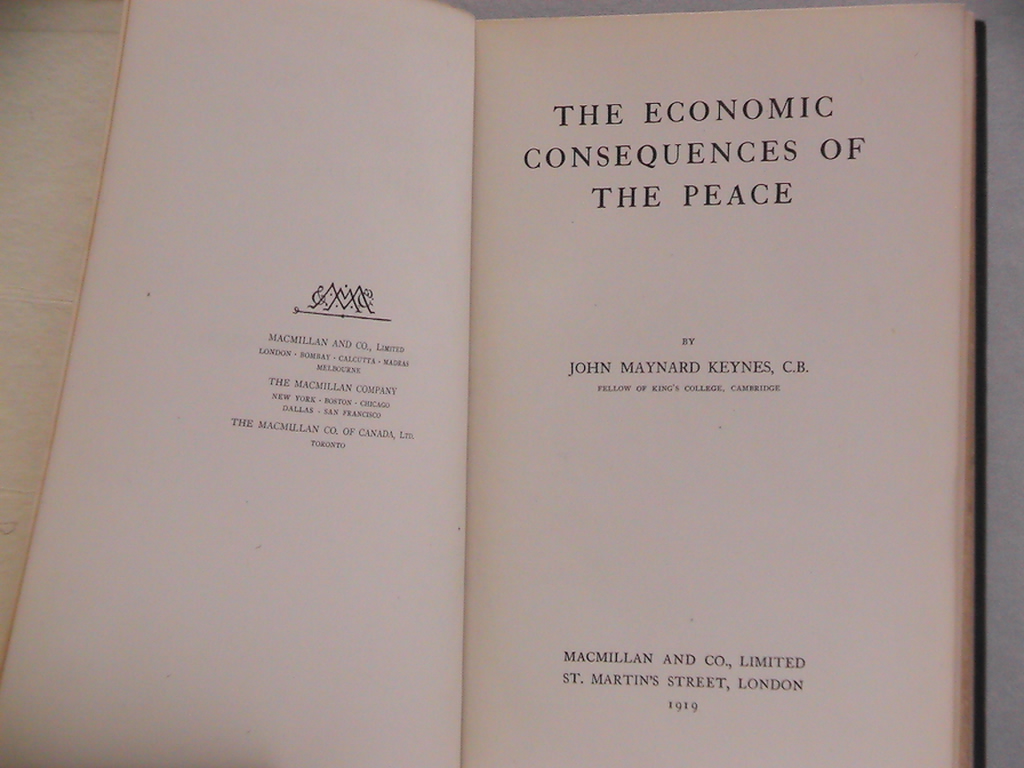 MACMILLAN AND CO., LIMITED
LONDON · BOMBAY · CALCUTTA · MADRAS
MELBOURNE
THE MACMILLAN COMPANY
NEW YORK · BOSTON · CHICAGO
DALLAS · SAN FRANCISCO
THE MACMILLAN CO. OF CANADA, LTD.
TORONTO
THE ECONOMIC
CONSEQUENCES OF
THE PEACE
BY
JOHN MAYNARD KEYNES, C.B.
FELLOW OF KING'S COLLEGE, CAMBRIDGE
MACMILLAN AND CO., LIMITED
ST. MARTIN'S STREET, LONDON
1919